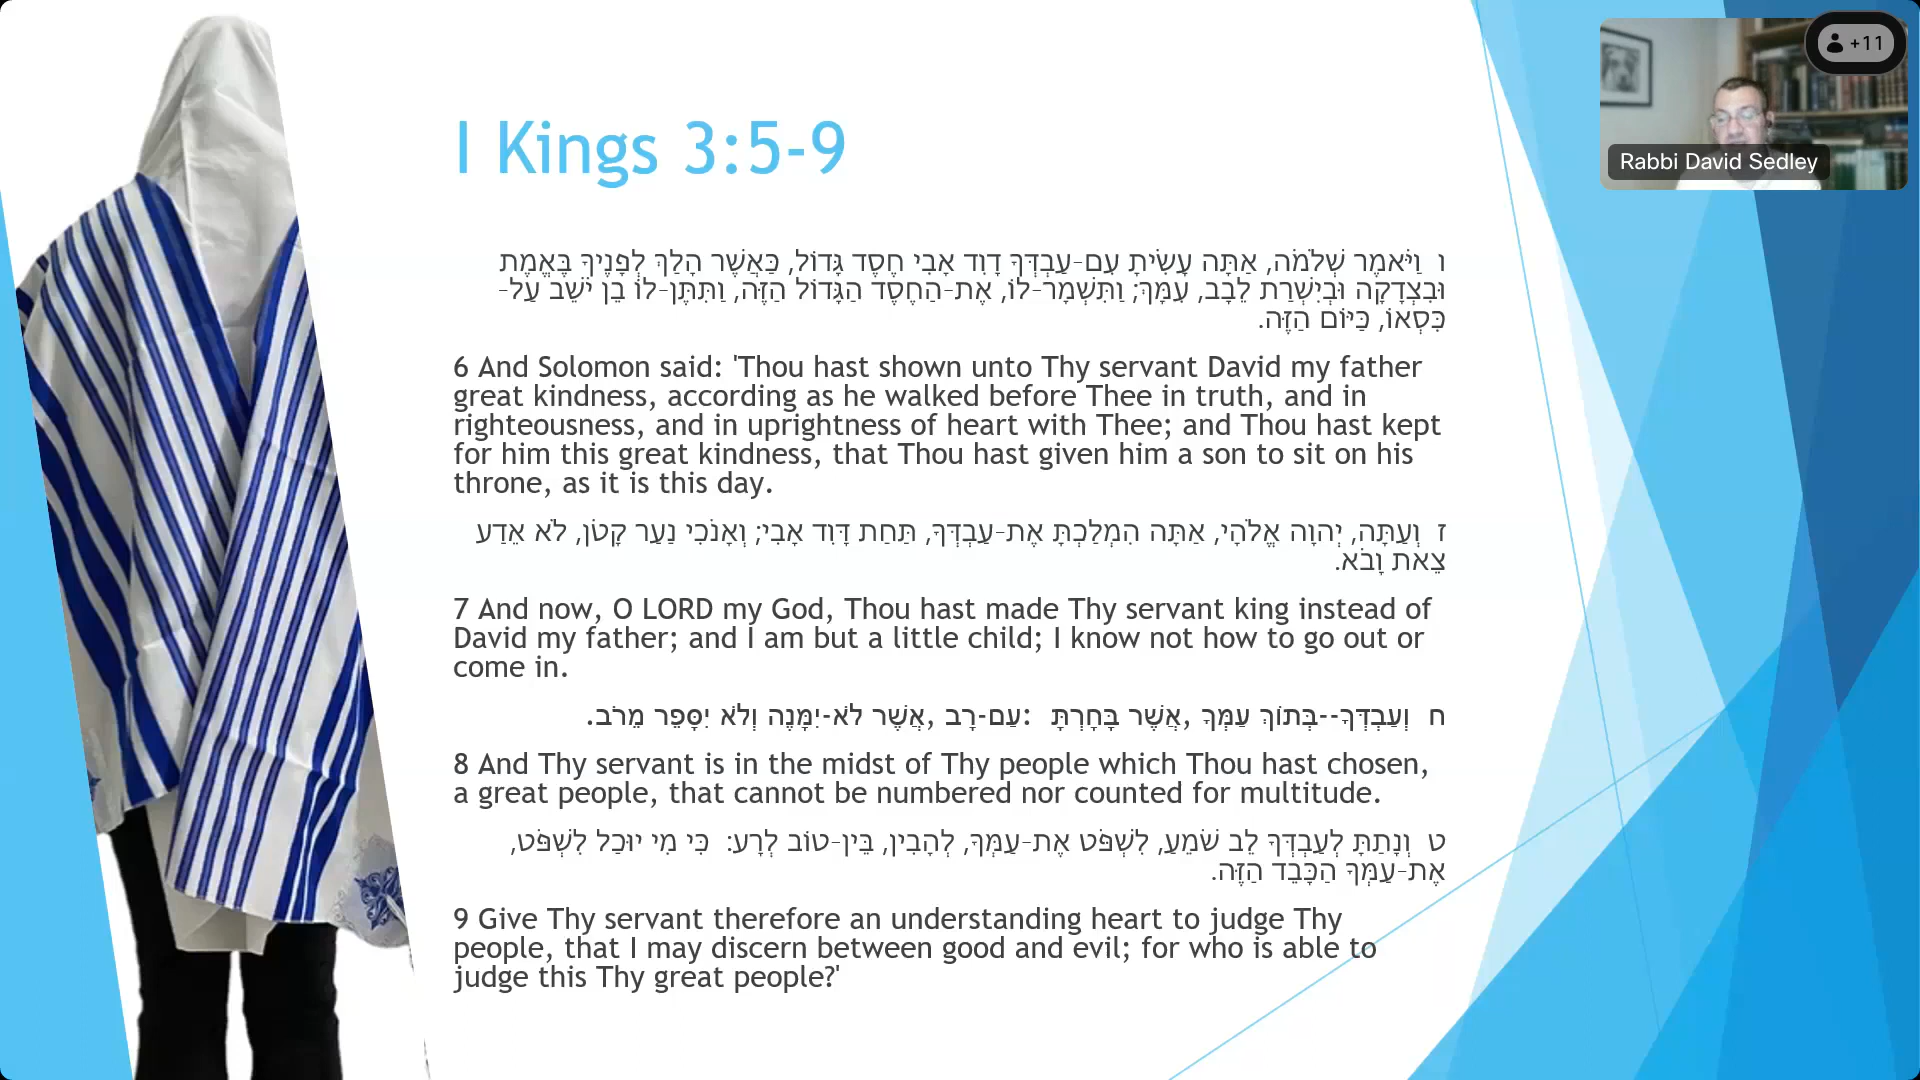 +11
Rabbi David Sedley
I Kings 3:5-9
ו וַיֹּאמֶר שְׁלֹמֹה, אַתָּה עָשִׂיתָ עִם-עַבְדְּךָ דָוִד אָבִי חֶסֶד גָּדוֹל, כַּאֲשֶׁר הָלַךְ לְפָנֶיךָ בֶּאֱמֶת
וּבִצְדָקָה וּבְיִשְׁרַת לֵבָב, עִמָּךְ; וַתִּשְׁמָר-לוֹ, אֶת-הַחֶסֶד הַגָּדוֹל הַזֶּה, וַתִּתֶּן-לוֹ בֵן יֹשֵׁב עַל-
כִּסְאוֹ, כַּיּוֹם הַזֶּה.
6 And Solomon said: 'Thou hast shown unto Thy servant David my father
great kindness, according as he walked before Thee in truth, and in
righteousness, and in uprightness of heart with Thee; and Thou hast kept
for him this great kindness, that Thou hast given him a son to sit on his
throne, as it is this day.
ז וְעַתָּה, יְהוָה אֱלֹהָי, אַתָּה הִמְלַכְתָּ אֶת-עַבְדְּךָ, תַּחַת דָּוִד אָבִי; וְאָנֹכִי נַעַר קָטֹן, לֹא אֵדַע
צֵאת וָבֹא.
7 And now, O LORD my God, Thou hast made Thy servant king instead of
David my father; and I am but a little child; I know not how to go out or
come in.
ח וְעַבְדְּךָ--בְּתוֹךְ עַמְּךָ ,אֲשֶׁר בָּחָרְתָּ :עַם-רָב ,אֲשֶׁר לֹא-יִמָּנֶה וְלֹא יִסָּפֵר מֵרֹב.
8 And Thy servant is in the midst of Thy people which Thou hast chosen,
a great people, that cannot be numbered nor counted for multitude.
ט וְנָתַתָּ לְעַבְדְּךָ לֵב שֹׁמֵעַ, לִשְׁפֹּט אֶת-עַמְּךָ, לְהָבִין, בֵּין-טוֹב לְרָע: כִּי מִי יוּכַל לִשְׁפֹּט,
אֶת-עַמְּךָ הַכָּבֵד הַזֶּה.
9 Give Thy servant therefore an understanding heart to judge Thy
people, that I may discern between good and evil; for who is able to
judge this Thy great people?'